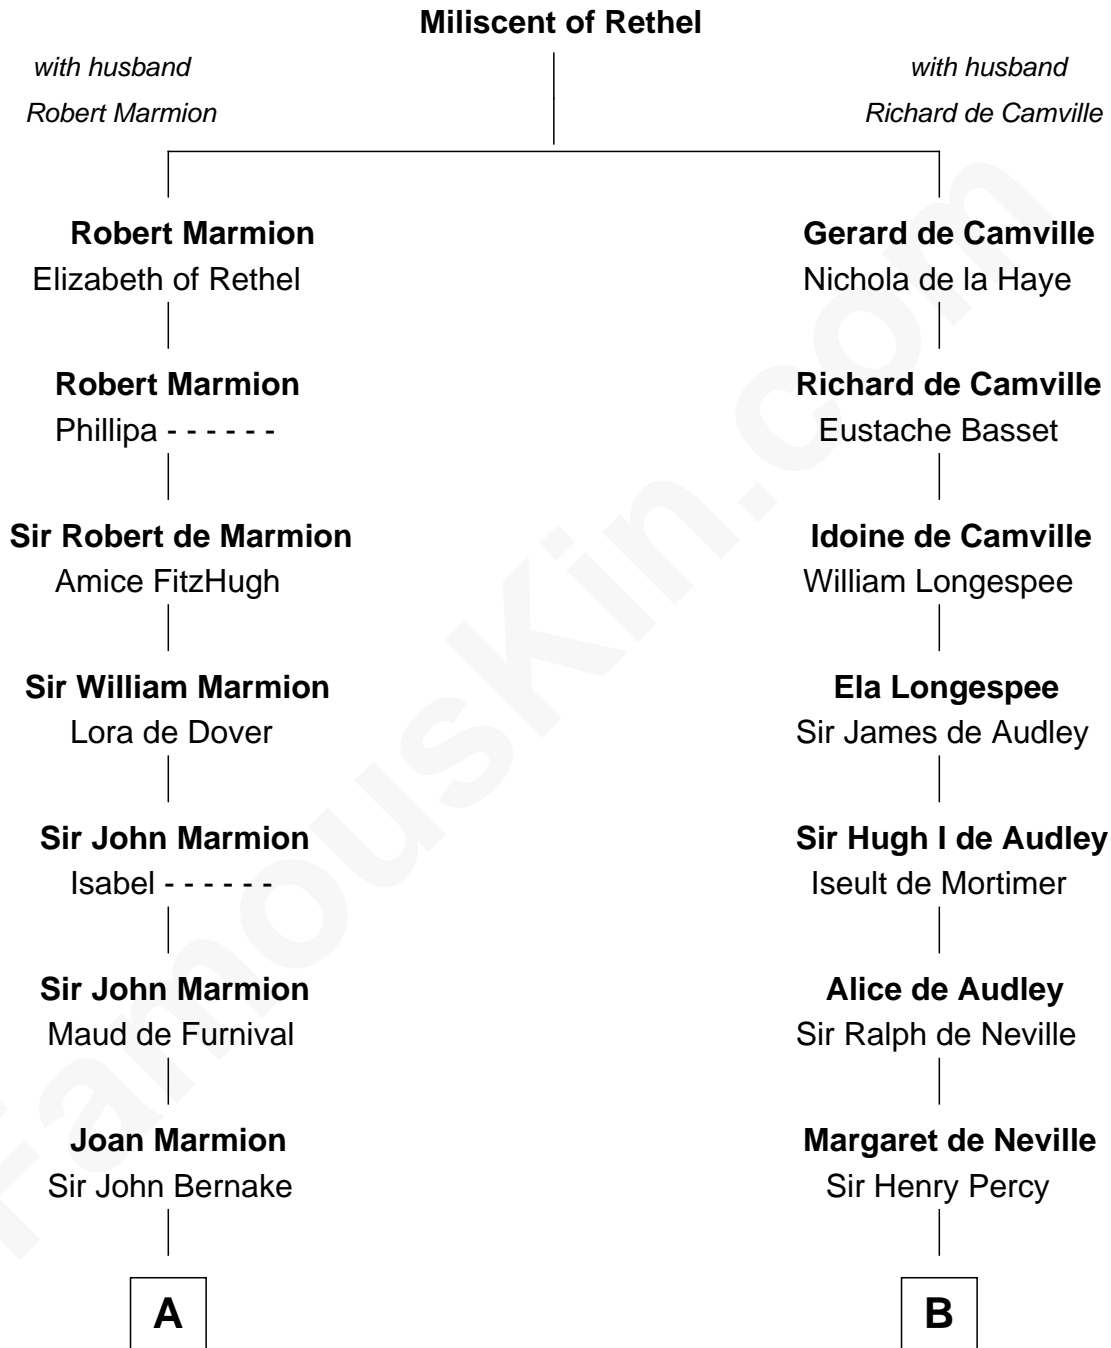 Miliscent of Rethel
with husband
Robert Marmion
with husband
Richard de Camville
Robert Marmion
Elizabeth of Rethel
Gerard de Camville
Nichola de la Haye
Robert Marmion
Phillipa - - - - - -
Richard de Camville
Eustache Basset
Sir Robert de Marmion
Amice FitzHugh
Idoine de Camville
William Longespee
Sir William Marmion
Lora de Dover
Ela Longespee
Sir James de Audley
Sir John Marmion
Isabel - - - - - -
Sir Hugh I de Audley
Iseult de Mortimer
Sir John Marmion
Maud de Furnival
Alice de Audley
Sir Ralph de Neville
Joan Marmion
Sir John Bernake
Margaret de Neville
Sir Henry Percy
A
B
FamousKin.com